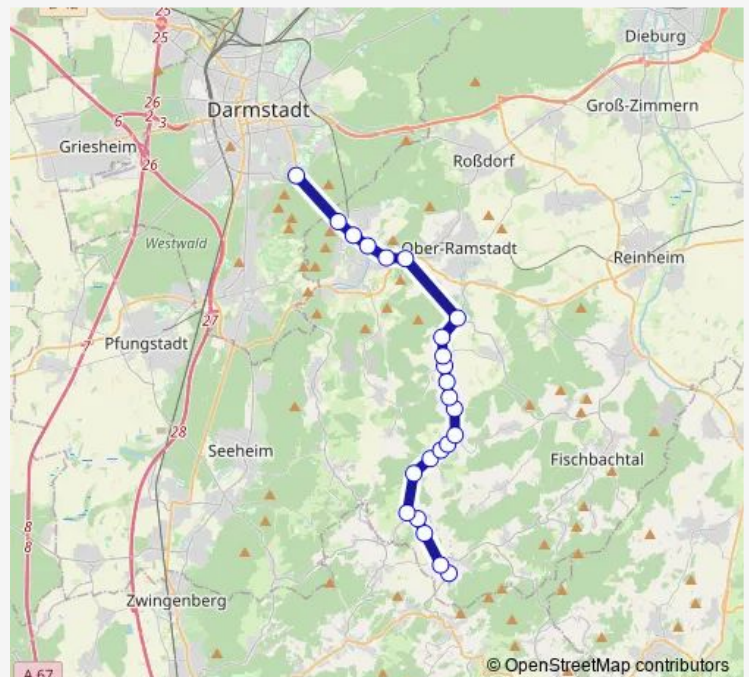 25
25
Dieburg
Darmstadt
26
2
6
3
Groß-Zimmern
Griesheim
26
Roßdorf
Westwald
Ober-Ramstadt
Reinheim
27
Pfungstadt
7
28
Seeheim
Fischbachtal
8
8
Zwingenberg
A 67
© OpenStreetMap contributors